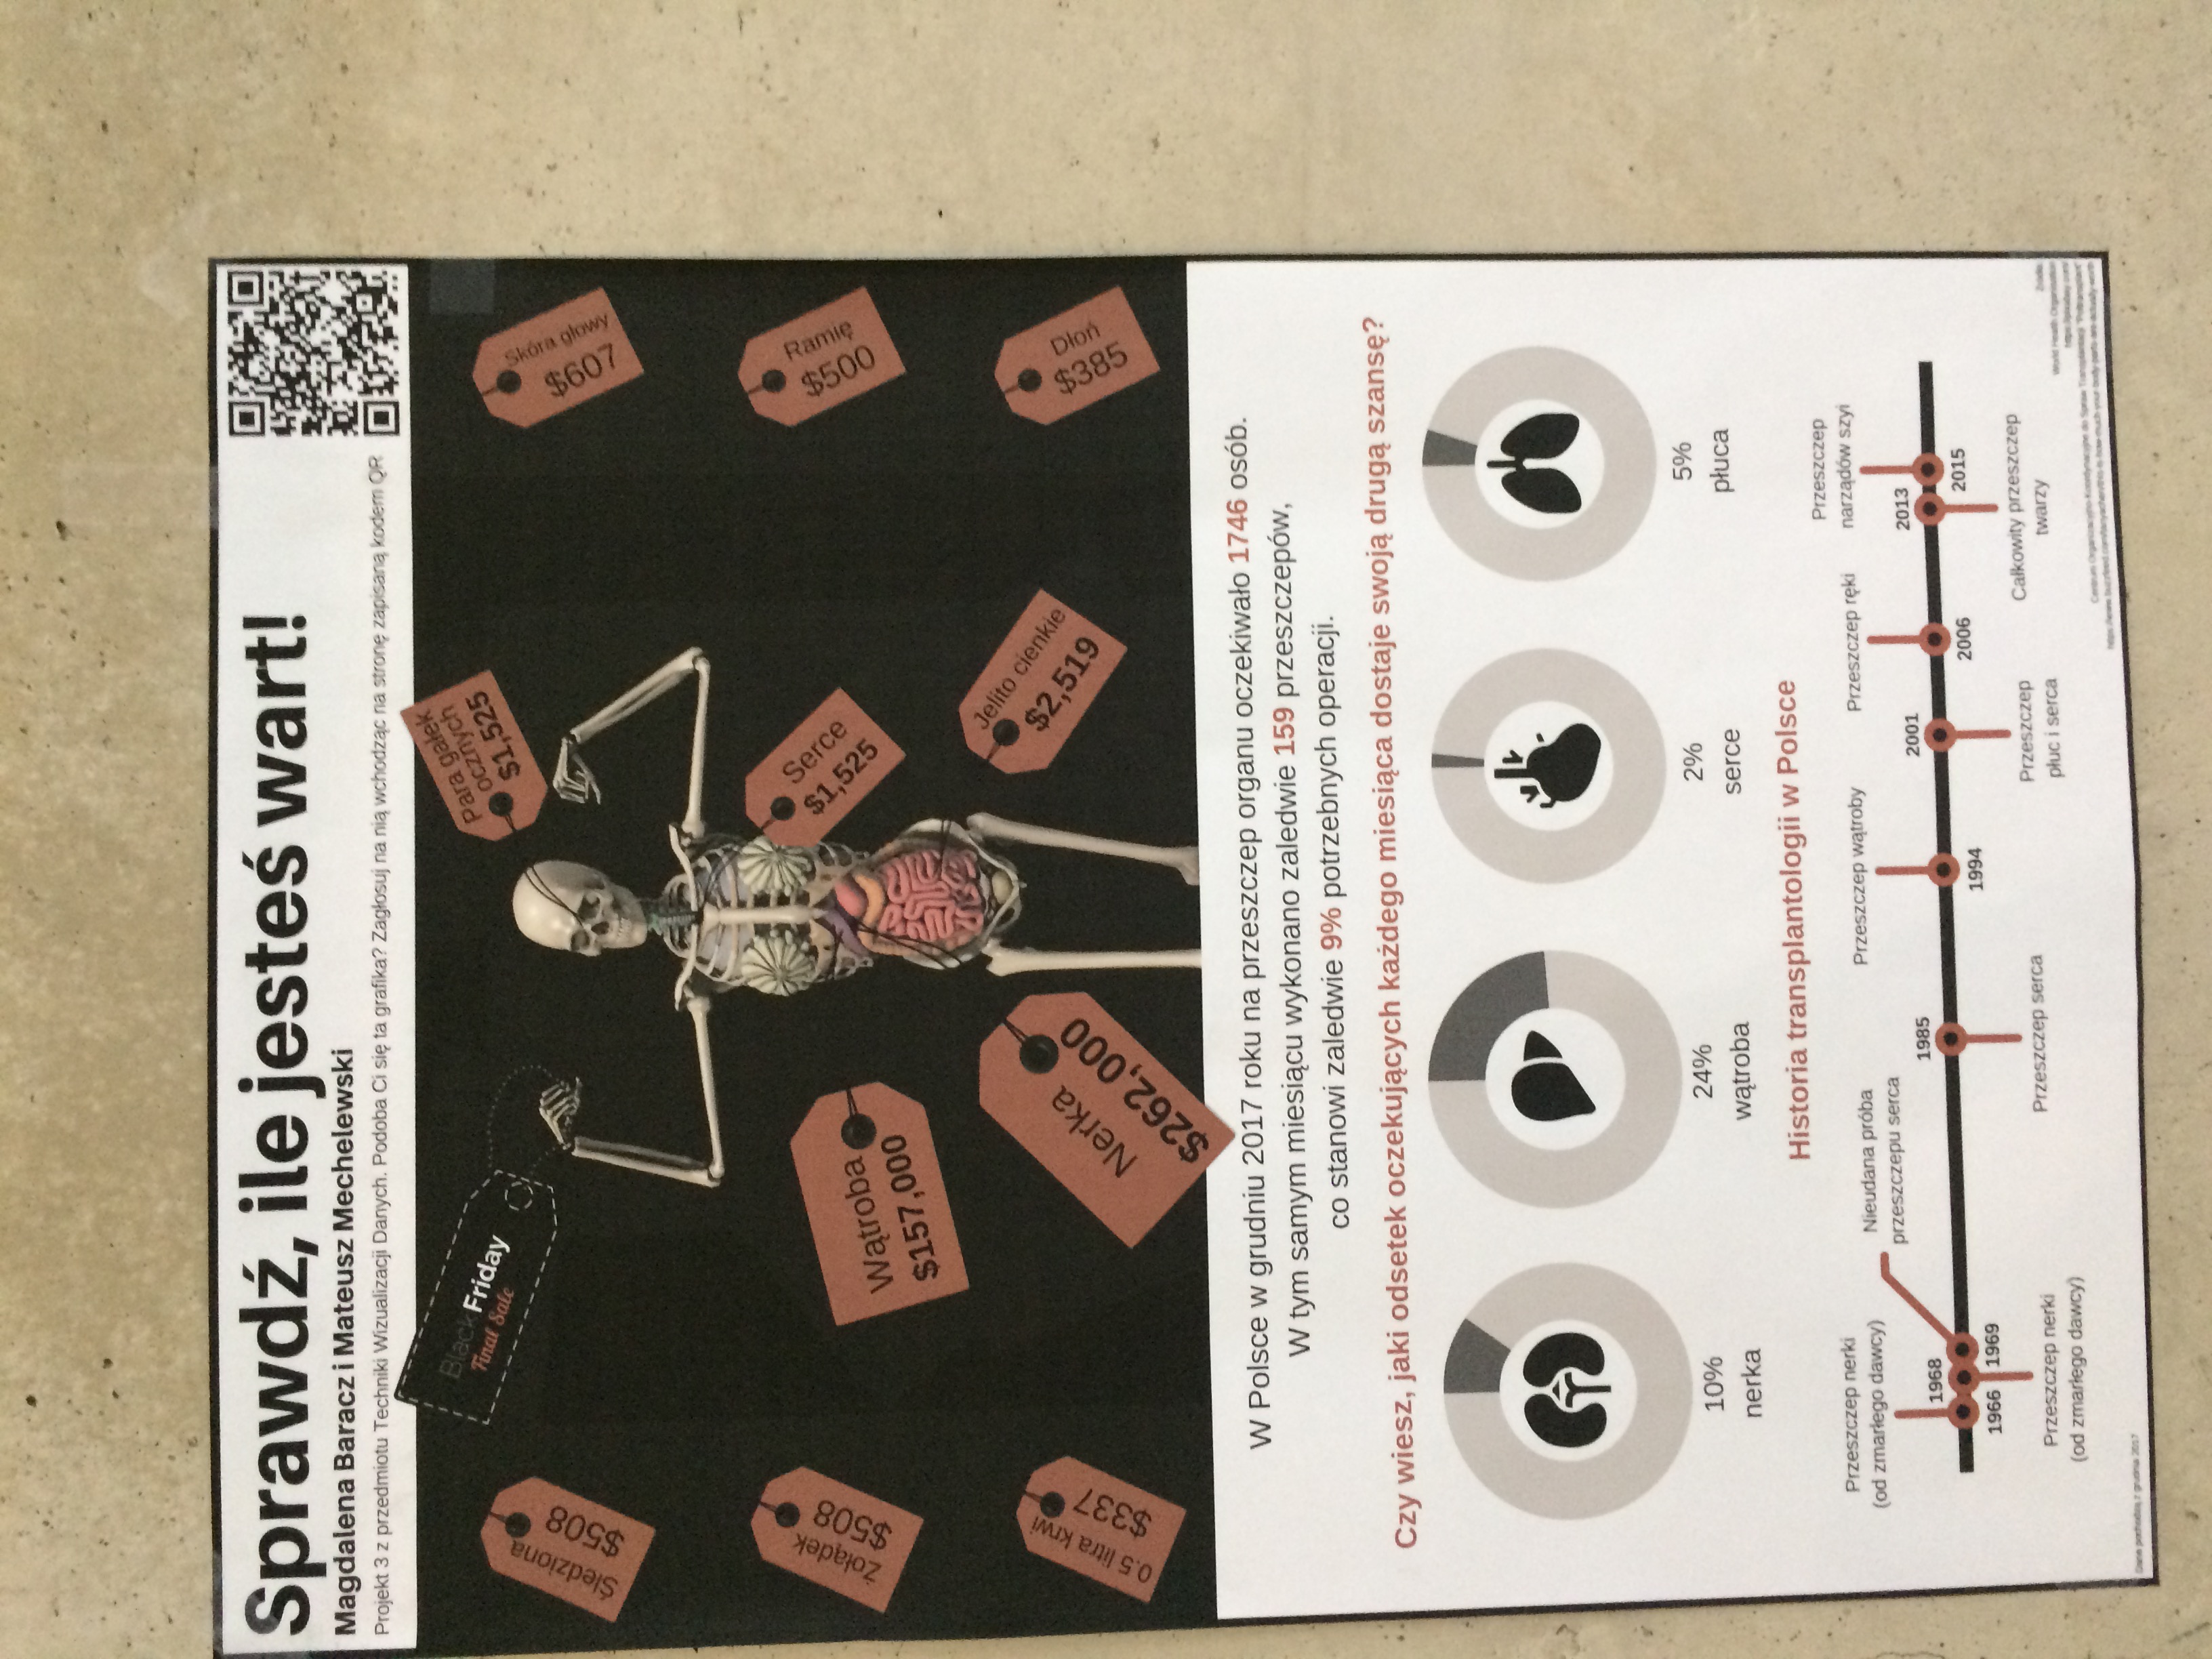 Sprawdź, ile jesteś wart!
Magdalena Baracz i Mateusz Mechelewski
Projekt 3 z przedmiotu Techniki Wizualizacji Danych. Podoba Ci się ta grafika? Zagłosuj na nią wchodząc na stronę zapisaną kodem QR
BlackFriday
Final Sale
Para gałek
ocznych
$1,525
Śledziona
$508
Skóra głowy
$607
Żołądek
$508
Wątroba
$157,000
Serce
$1,525
Ramię
$500
0.5 litra krwi
$337
Nerka
$262,000
Jelito cienkie
$2,519
Dłoń
$385
W Polsce w grudniu 2017 roku na przeszczep organu oczekiwało 1746 osób.
W tym samym miesiącu wykonano zaledwie 159 przeszczepów,
co stanowi zaledwie 9% potrzebnych operacji.
Czy wiesz, jaki odsetek oczekujących każdego miesiąca dostaje swoją drugą szansę?
10%
nerka
24%
wątroba
2%
serce
5%
płuca
Historia transplantologii w Polsce
Przeszczep nerki
(od zmarłego dawcy)
Nieudana próba
przeszczepu serca
Przeszczep wątroby
Przeszczep ręki
Przeszczep
narządów szyi
1968
1985
2001
2013
1966
1969
1994
2006
2015
Przeszczep nerki
(od zmarłego dawcy)
Przeszczep serca
Przeszczep
płuc i serca
Całkowity przeszczep
twarzy
World Health Organisation
https://pixabay.com/
Centrum Organizacyjno-Koordynacyjne do Spraw Transplantacji "Poltransplant"
https://www.buzzfeed.com/tanyachen/this-is-how-much-your-body-parts-are-actually-worth
Dane pochodzą z grudnia 2017